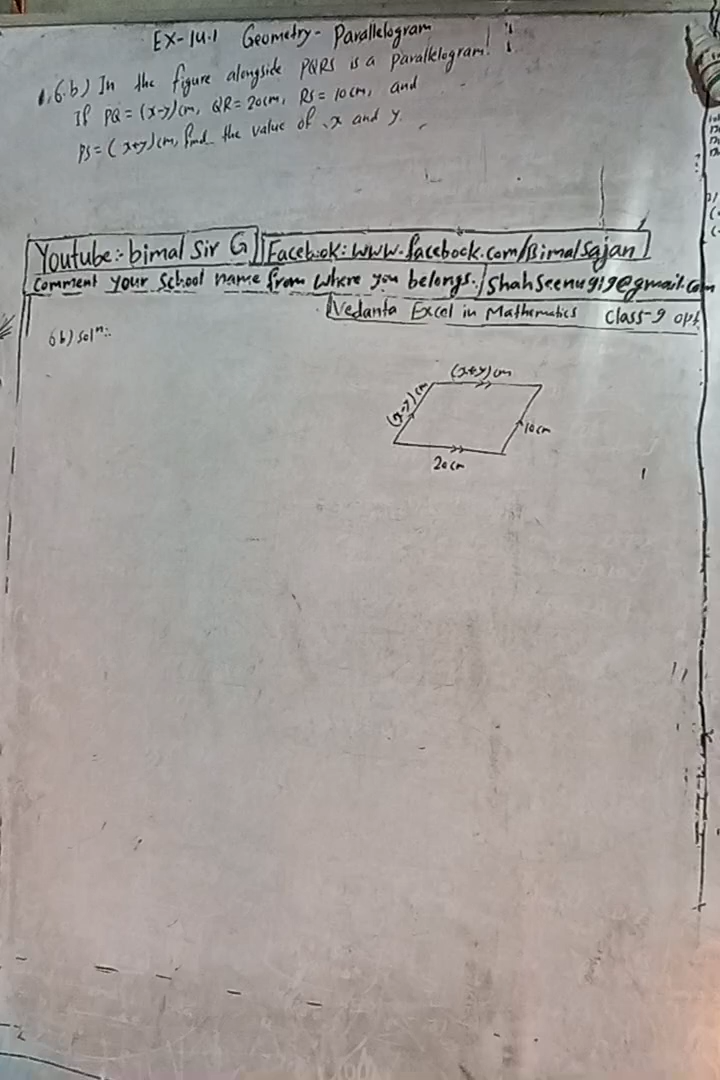 EX-14.1 Geometry - Parallelogram
6.b) In the figure alongside PQRS is a parallelogram.
If PQ = (x-y)cm, QR = 20cm, RS = 10cm, and
PS = (x+y)cm, find the value of x and y.
Youtube:- bimal Sir G Facebook: www.facebook.com/Bimalsajan
Comment your School name from where you belongs.
Vedanta Excel in Mathematics Class-9 opt.
6b) solⁿ:-
(x+y)cm
(x-y)cm
10cm
20cm